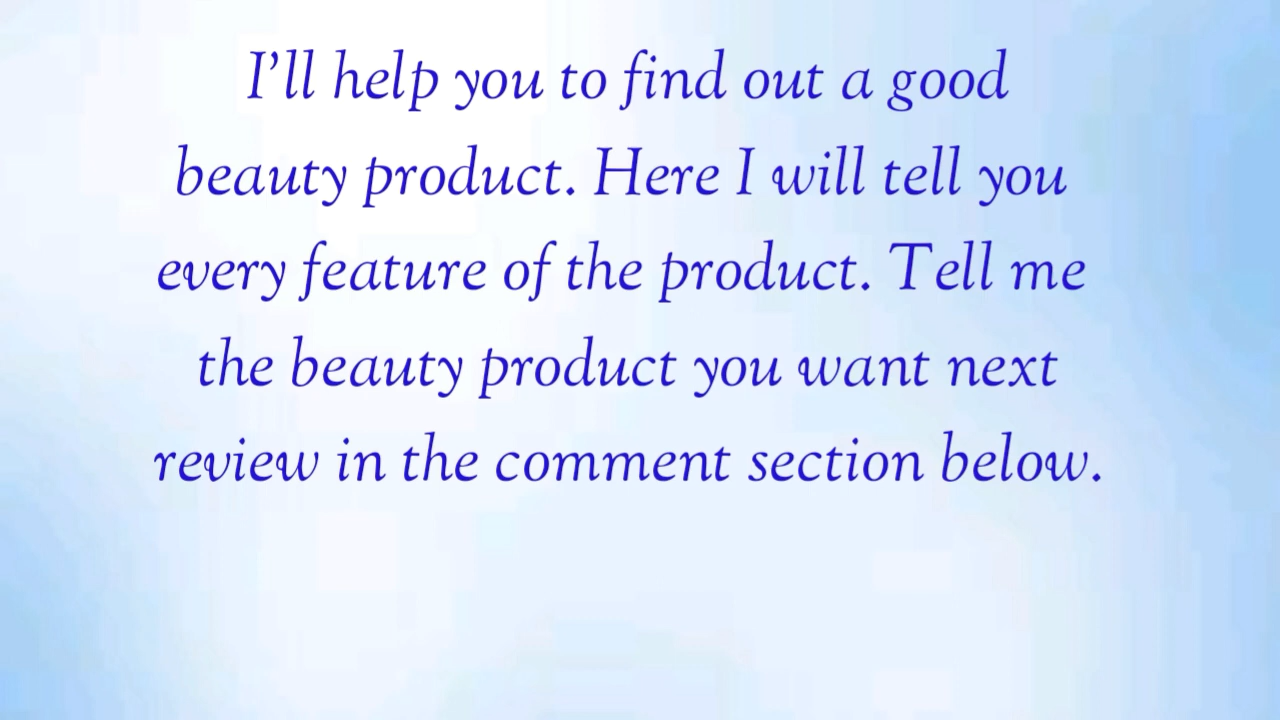 I’ll help you to find out a good
beauty product. Here I will tell you
every feature of the product. Tell me
the beauty product you want next
review in the comment section below.